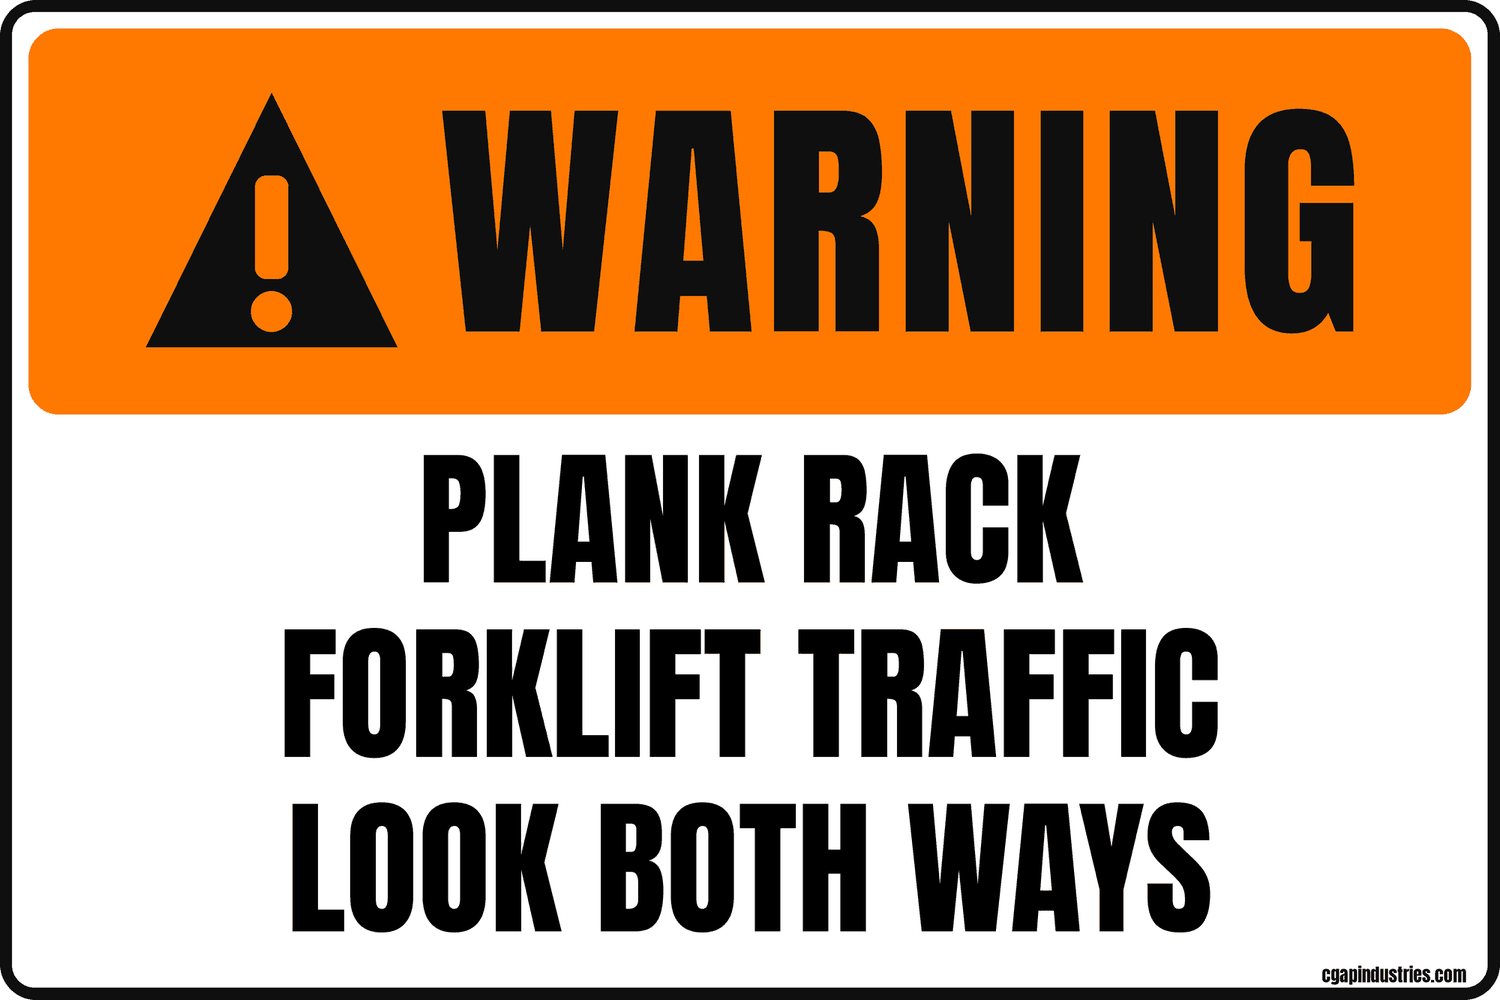 WARNING
PLANK RACK
FORKLIFT TRAFFIC
LOOK BOTH WAYS
cgapindustries.com